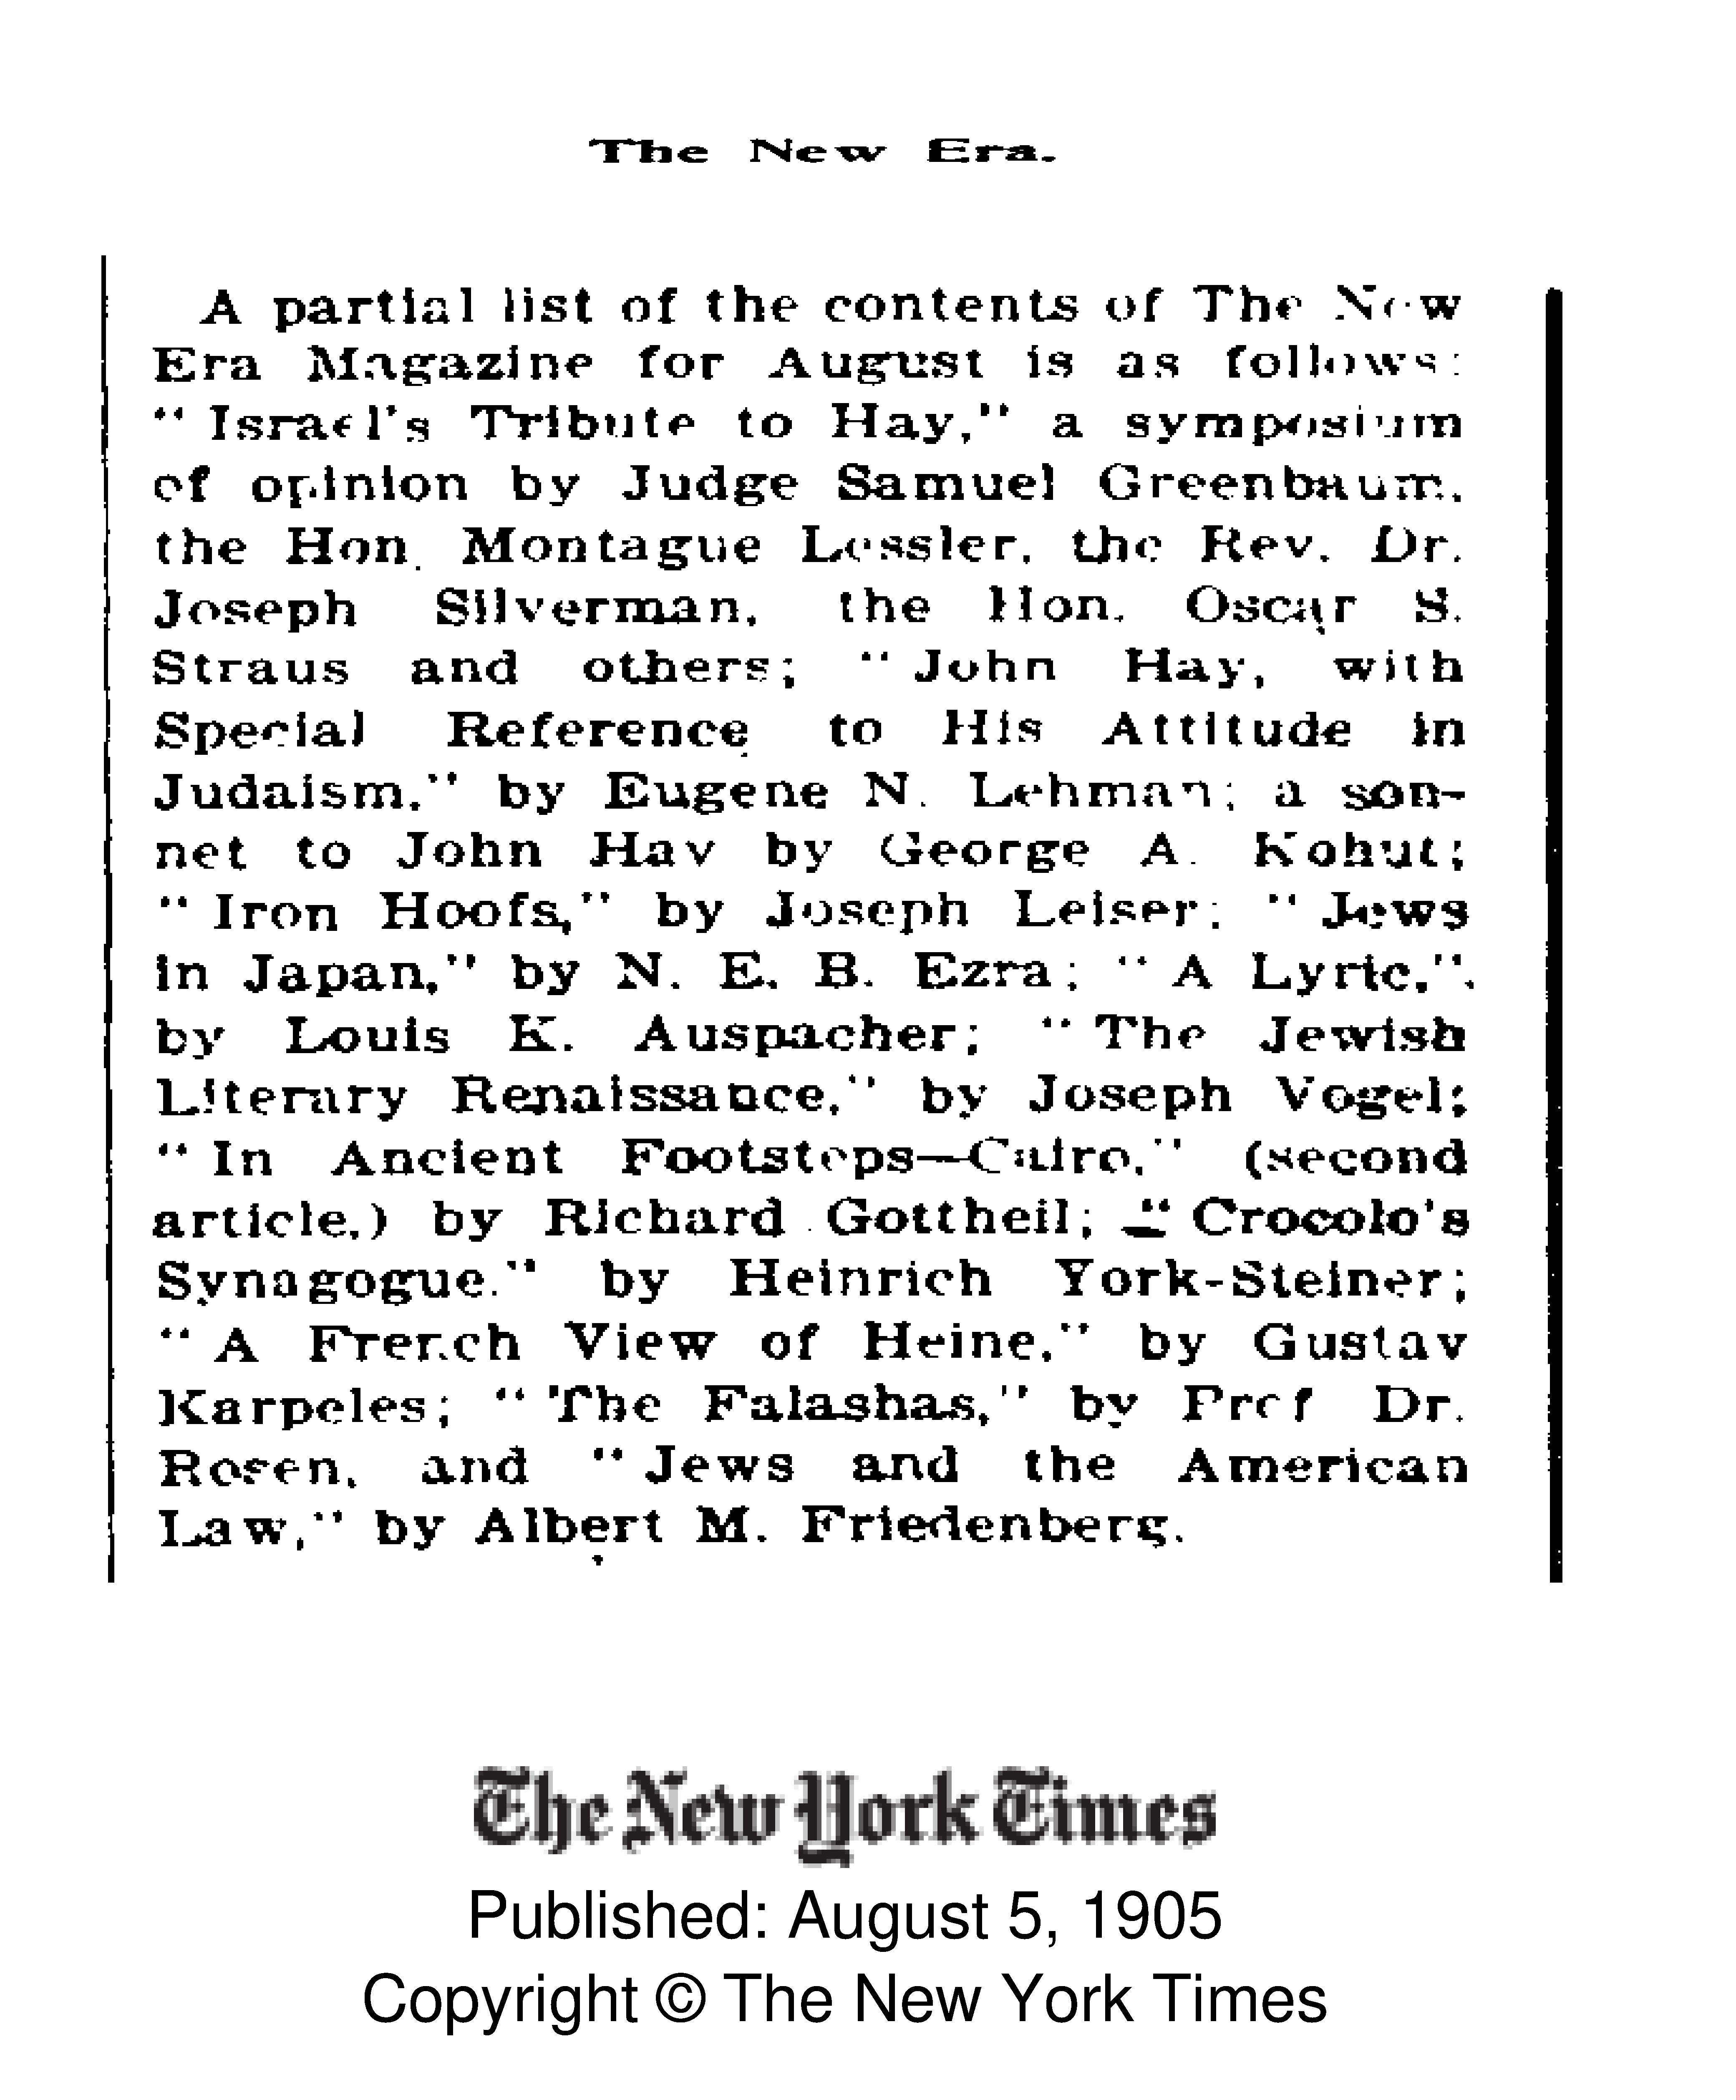 The New Era.
A partial list of the contents of The New
Era Magazine for August is as follows:
" Israel's Tribute to Hay," a symposium
of opinion by Judge Samuel Greenbaum,
the Hon. Montague Lessler, the Rev. Dr.
Joseph Silverman, the Hon. Oscar S.
Straus and others; " John Hay, with
Special Reference to His Attitude in
Judaism," by Eugene N. Lehman; a son-
net to John Hay by George A. Kohut;
" Iron Hoofs," by Joseph Leiser; " Jews
in Japan," by N. E. B. Ezra; " A Lyric,"
by Louis K. Auspacher; " The Jewish
Literary Renaissance," by Joseph Vogel;
" In Ancient Footsteps—Cairo," (second
article,) by Richard Gottheil; " Crocolo's
Synagogue," by Heinrich York-Steiner;
" A French View of Heine," by Gustav
Karpeles; " The Falashas," by Prof Dr.
Rosen, and " Jews and the American
Law," by Albert M. Friedenberg.
The New York Times
Published: August 5, 1905
Copyright © The New York Times